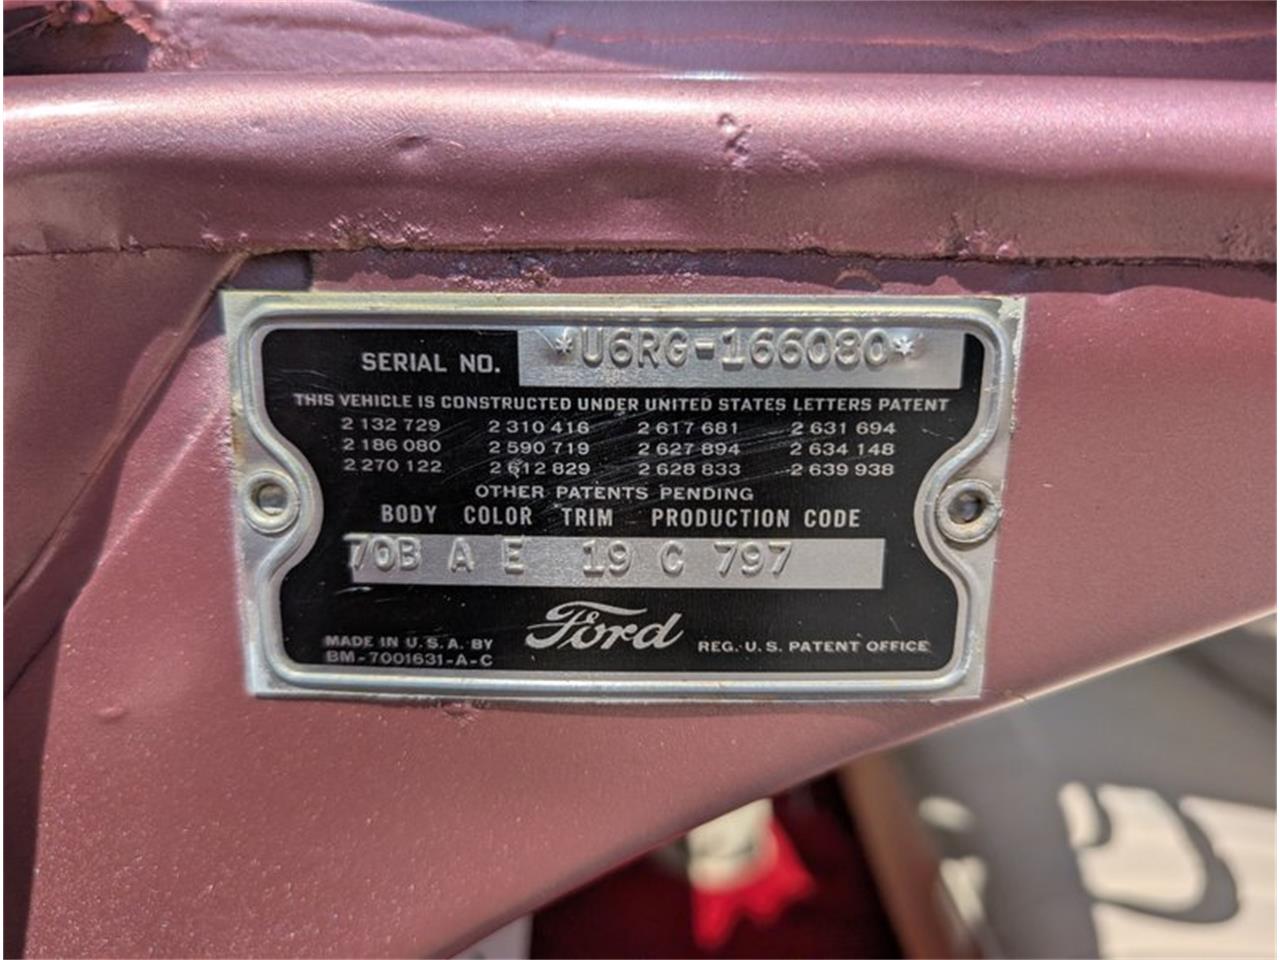 SERIAL NO. *U6RG-166080*
THIS VEHICLE IS CONSTRUCTED UNDER UNITED STATES LETTERS PATENT
2 132 729 2 310 416 2 617 681 2 631 694
2 186 080 2 590 719 2 627 894 2 634 148
2 270 122 2 612 829 2 628 833 2 639 938
OTHER PATENTS PENDING
BODY COLOR TRIM PRODUCTION CODE
70B A E 19 C 797
MADE IN U.S.A. BY Ford REG. U. S. PATENT OFFICE
BM-7001631-A-C